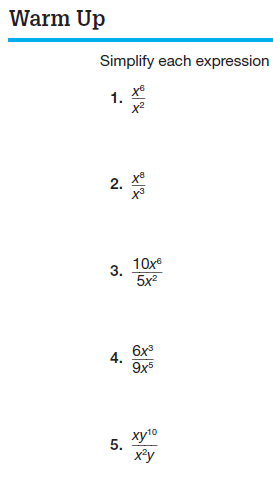 Warm Up
Simplify each expression
1. x⁶
x²
2. x⁸
x³
3. 10x⁶
5x²
4. 6x³
9x⁵
5. xy¹⁰
x²y